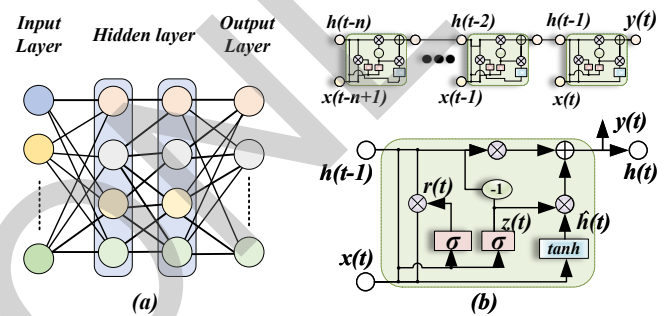 Input
Layer
Hidden layer
Output
Layer
(a)
h(t-n)
h(t-2)
h(t-1)
y(t)
x(t-n+1)
x(t-1)
x(t)
y(t)
h(t-1)
h(t)
r(t)
-1
z(t)
ĥ(t)
σ
σ
tanh
x(t)
(b)